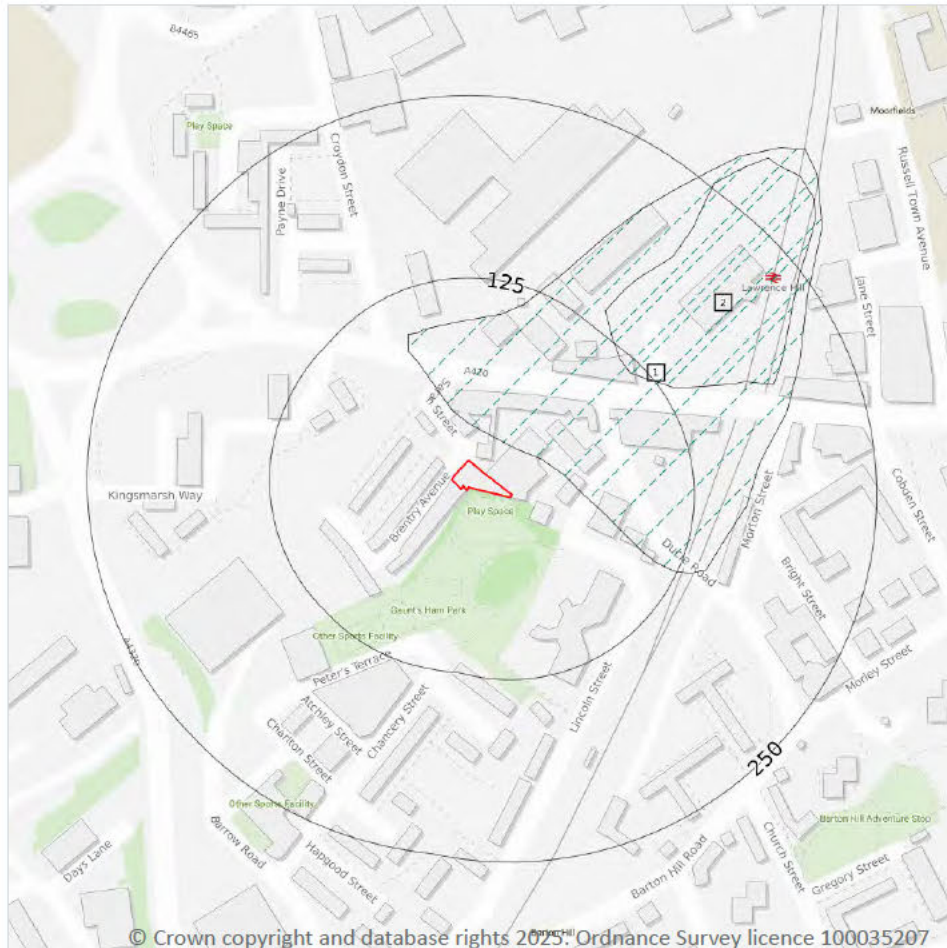 B4465
Moorfields
Play Space
Croydon Street
Payne Drive
Russell Town Avenue
125
Lawrence Hill
2
Jane Street
1
A420
Street
Kingsmarsh Way
Brentry Avenue
Play Space
Morton Street
Cobden Street
Ducie Road
Bright Street
Gaunt's Ham Park
Other Sports Facility
A4320
Peter's Terrace
Morley Street
Lincoln Street
Atchley Street
Chancery Street
Charlton Street
250
Other Sports Facility
Barton Hill Adventure Stop
Barrow Road
Days Lane
Hapgood Street
Church Street
Barton Hill Road
Gregory Street
Barton Hill
© Crown copyright and database rights 2025. Ordnance Survey licence 100035207